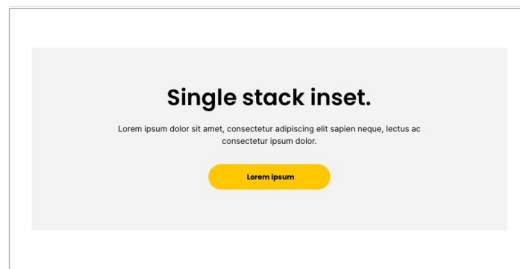 Single stack inset.
Lorem ipsum dolor sit amet, consectetur adipiscing elit sapien neque, lectus ac
consectetur ipsum dolor.
Lorem ipsum